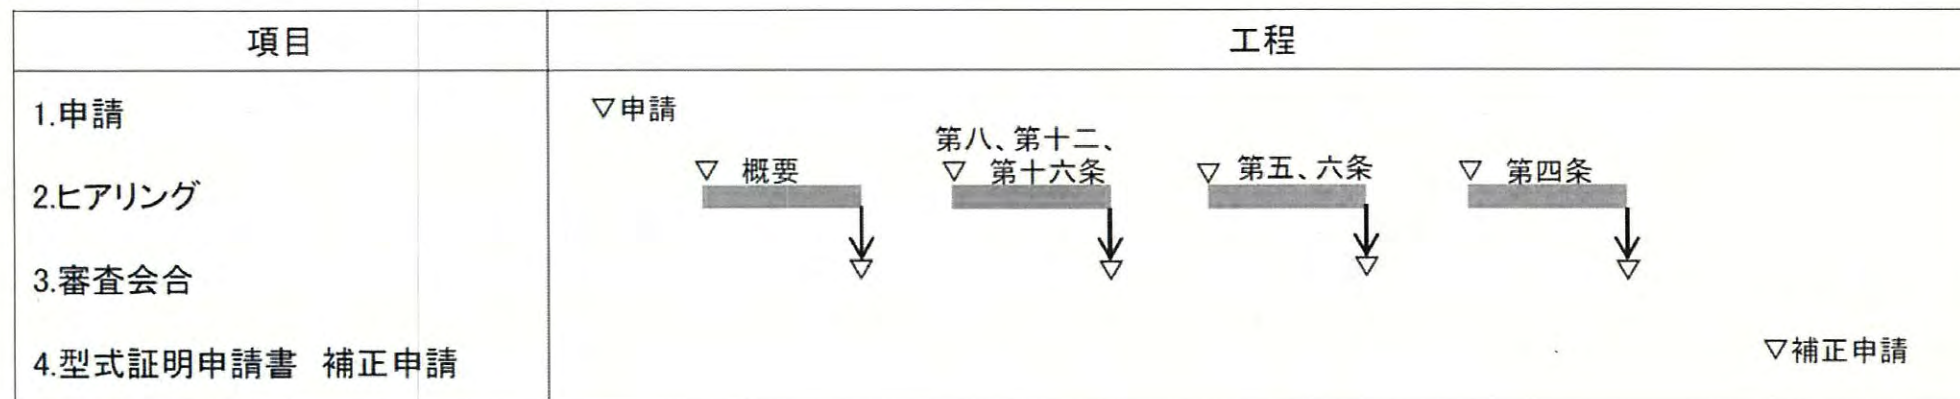 項目
工程
1.申請
▽申請
第八、第十二、
▽ 概要
▽ 第十六条
▽ 第五、六条
▽ 第四条
2.ヒアリング
▽ ▽ ▽ ▽
3.審査会合
4.型式証明申請書 補正申請
▽補正申請